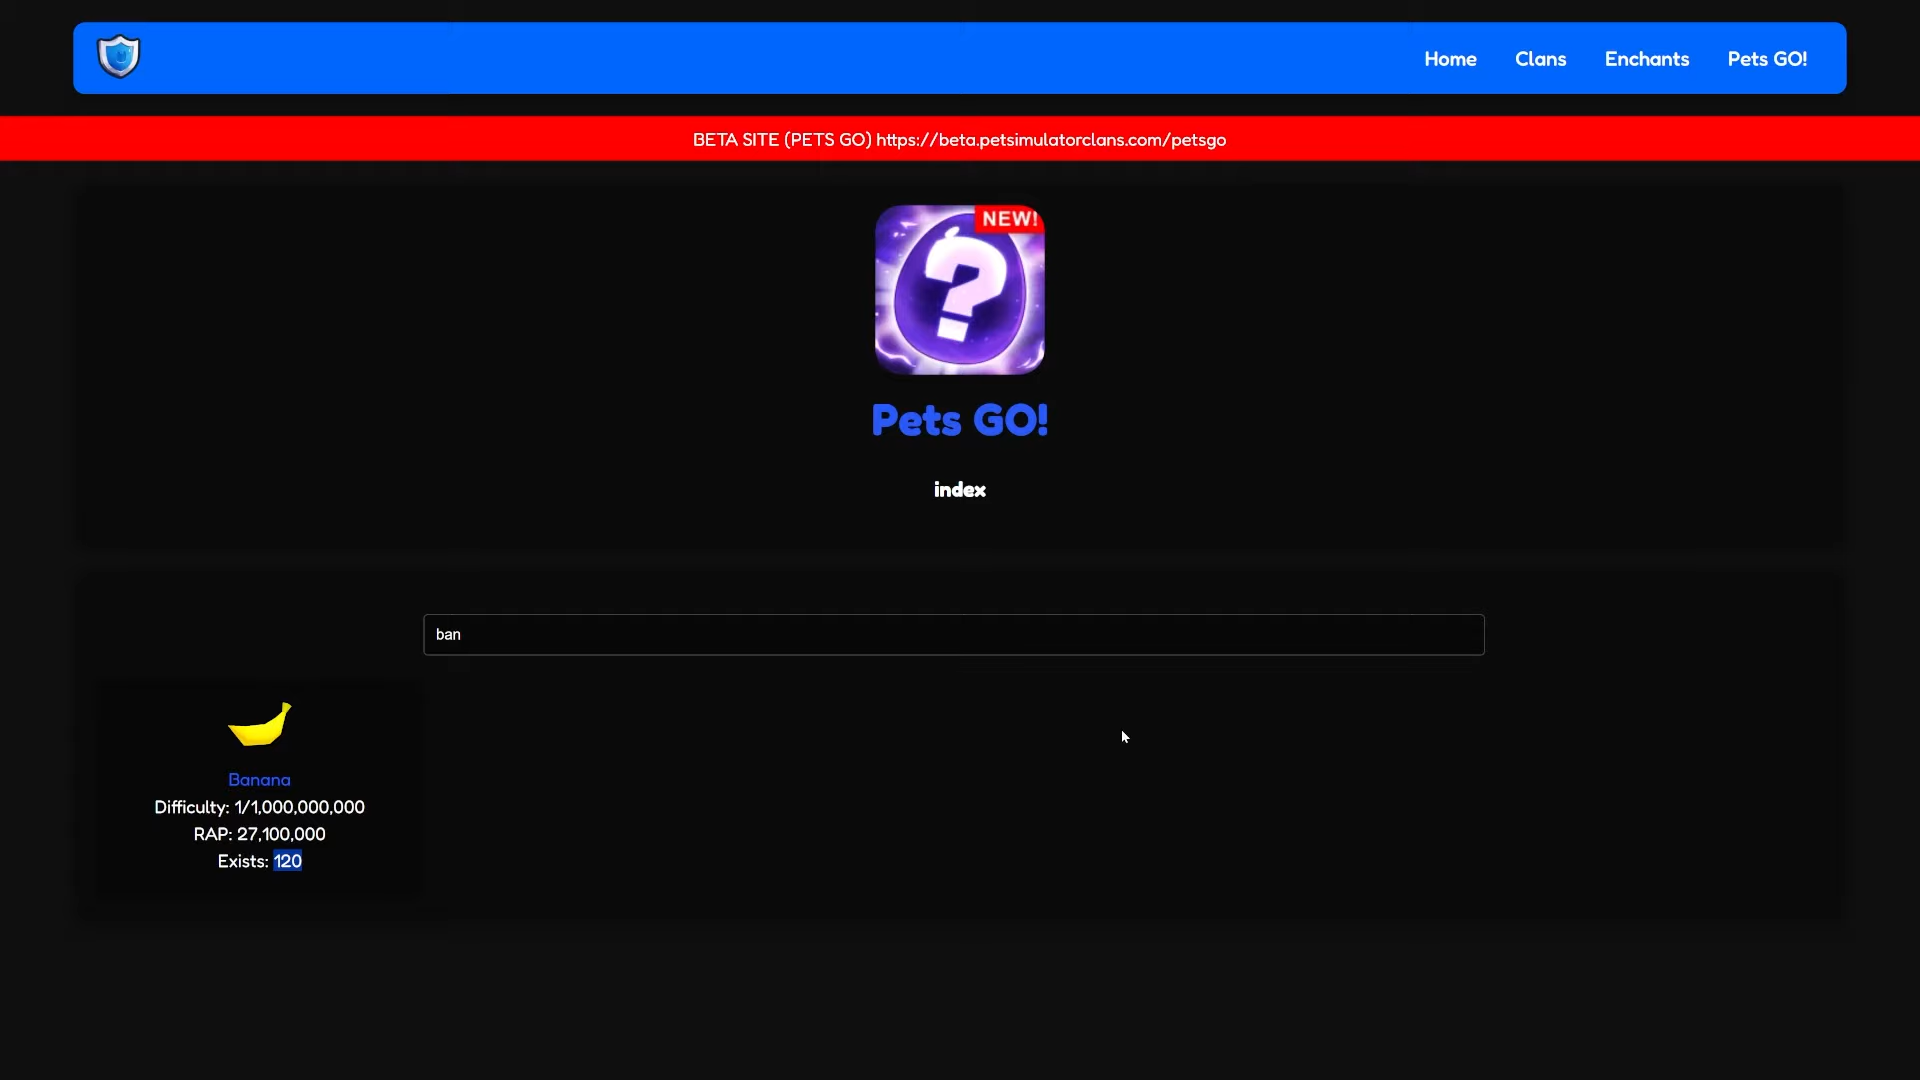 Home
Clans
Enchants
Pets GO!
BETA SITE (PETS GO) https://beta.petsimulatorclans.com/petsgo
NEW!
?
Pets GO!
index
ban
Banana
Difficulty: 1/1,000,000,000
RAP: 27,100,000
Exists: 120